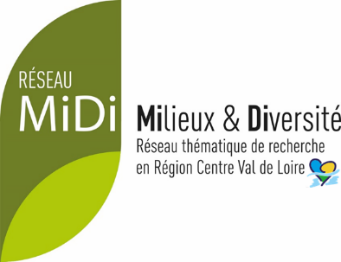 RÉSEAU
MiDi
Milieux & Diversité
Réseau thématique de recherche
en Région Centre Val de Loire